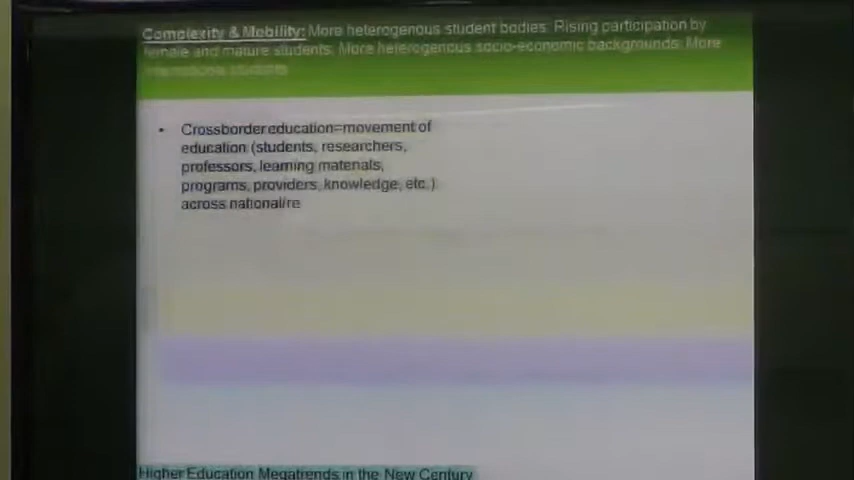 Complexity & Mobility: More heterogenous student bodies: Rising participation by
female and mature students: More heterogenous socio-economic backgrounds: More
international students
• Crossborder education=movement of
education (students, researchers,
professors, learning materials,
programs, providers, knowledge, etc.)
across national/re
Higher Education Megatrends in the New Century